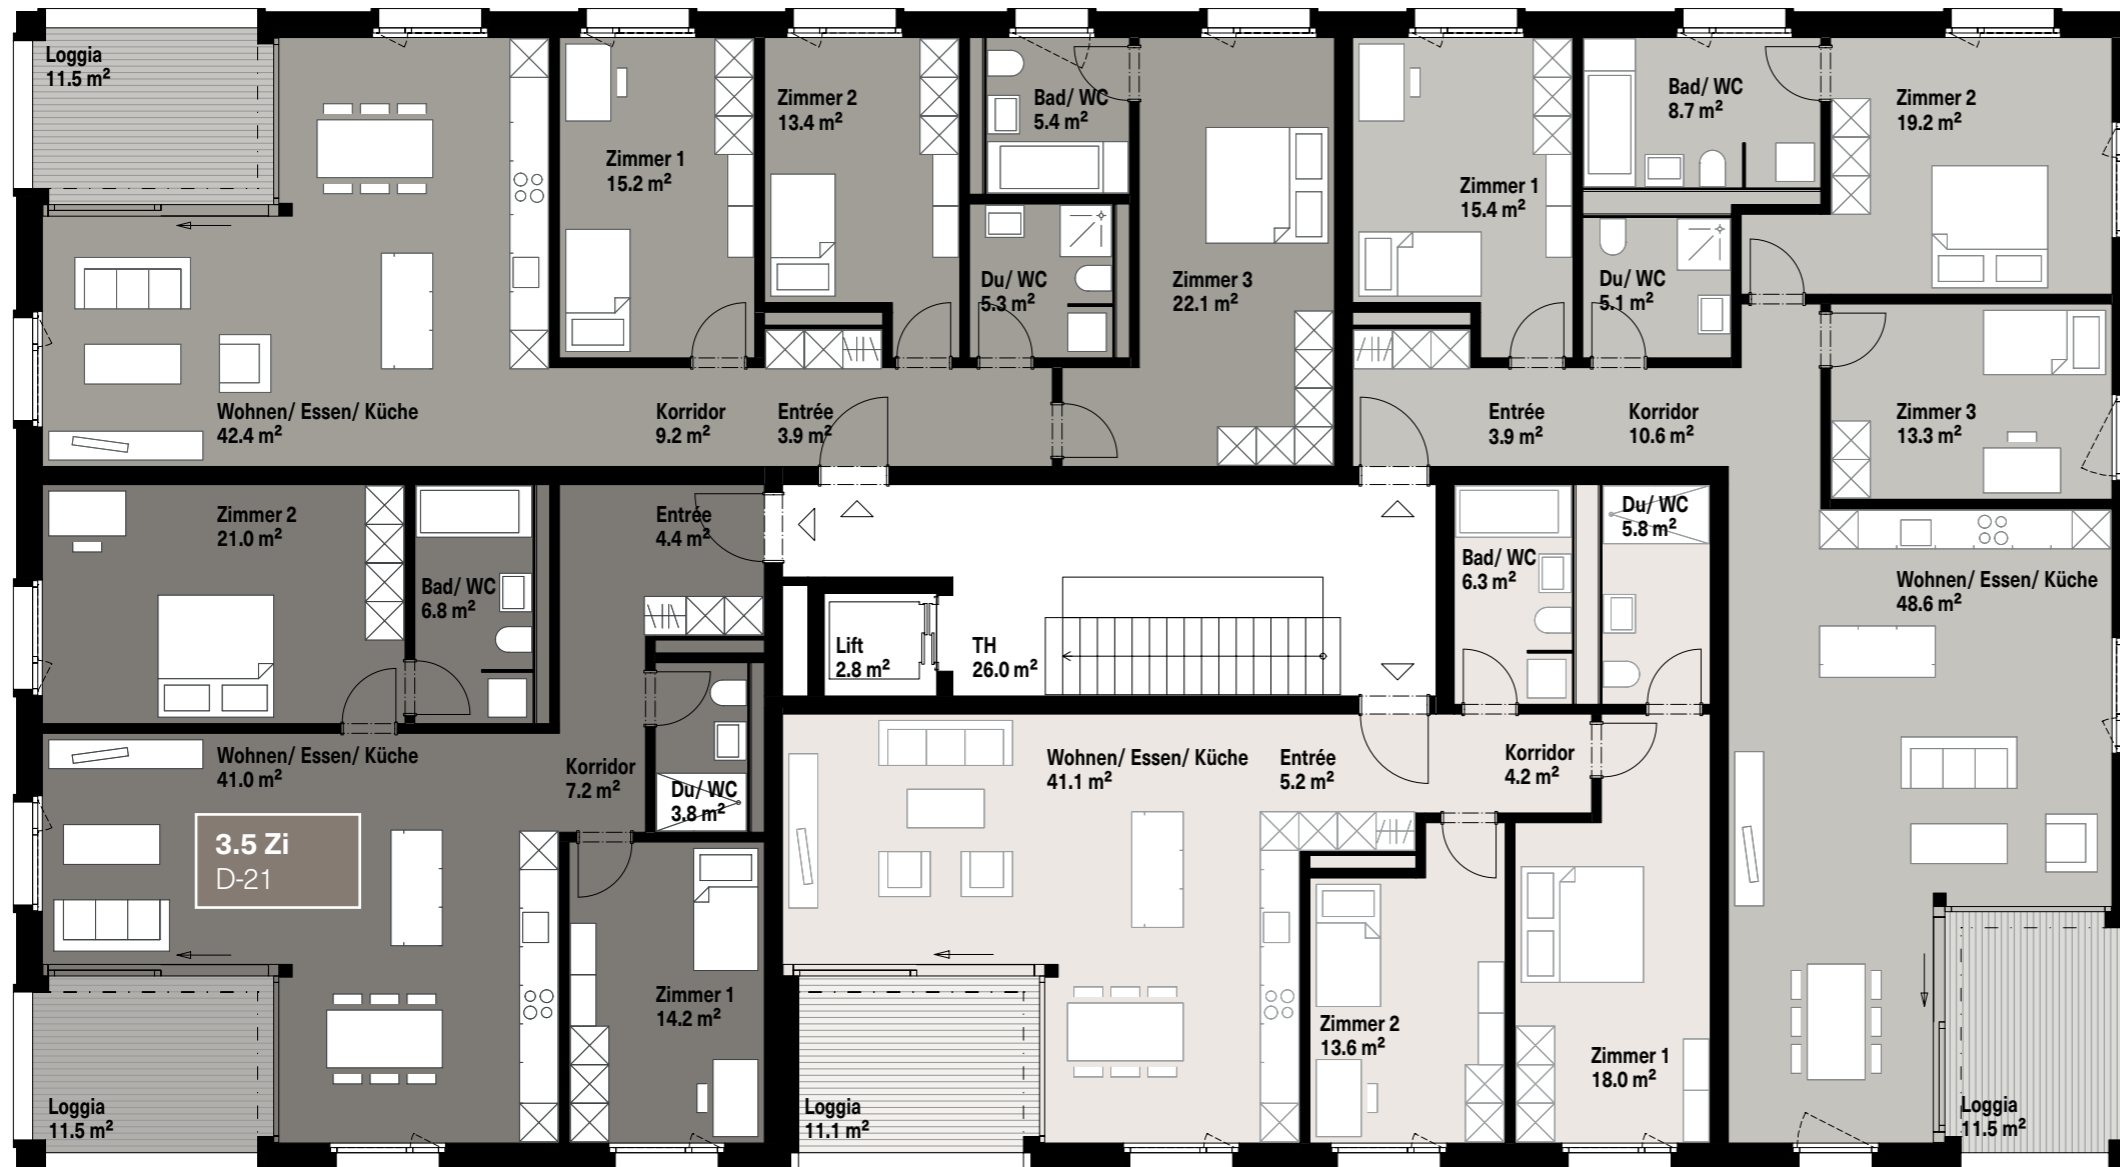 Loggia
11.5 m²
Zimmer 1
15.2 m²
Zimmer 2
13.4 m²
Bad/ WC
5.4 m²
Du/ WC
5.3 m²
Zimmer 3
22.1 m²
Wohnen/ Essen/ Küche
42.4 m²
Korridor
9.2 m²
Entrée
3.9 m²
Zimmer 1
15.4 m²
Bad/ WC
8.7 m²
Zimmer 2
19.2 m²
Du/ WC
5.1 m²
Entrée
3.9 m²
Korridor
10.6 m²
Zimmer 3
13.3 m²
Wohnen/ Essen/ Küche
48.6 m²
Loggia
11.5 m²
Zimmer 2
21.0 m²
Bad/ WC
6.8 m²
Entrée
4.4 m²
Wohnen/ Essen/ Küche
41.0 m²
3.5 Zi
D-21
Korridor
7.2 m²
Du/ WC
3.8 m²
Zimmer 1
14.2 m²
Loggia
11.5 m²
Lift
2.8 m²
TH
26.0 m²
Bad/ WC
6.3 m²
Du/ WC
5.8 m²
Wohnen/ Essen/ Küche
41.1 m²
Entrée
5.2 m²
Korridor
4.2 m²
Zimmer 2
13.6 m²
Zimmer 1
18.0 m²
Loggia
11.1 m²